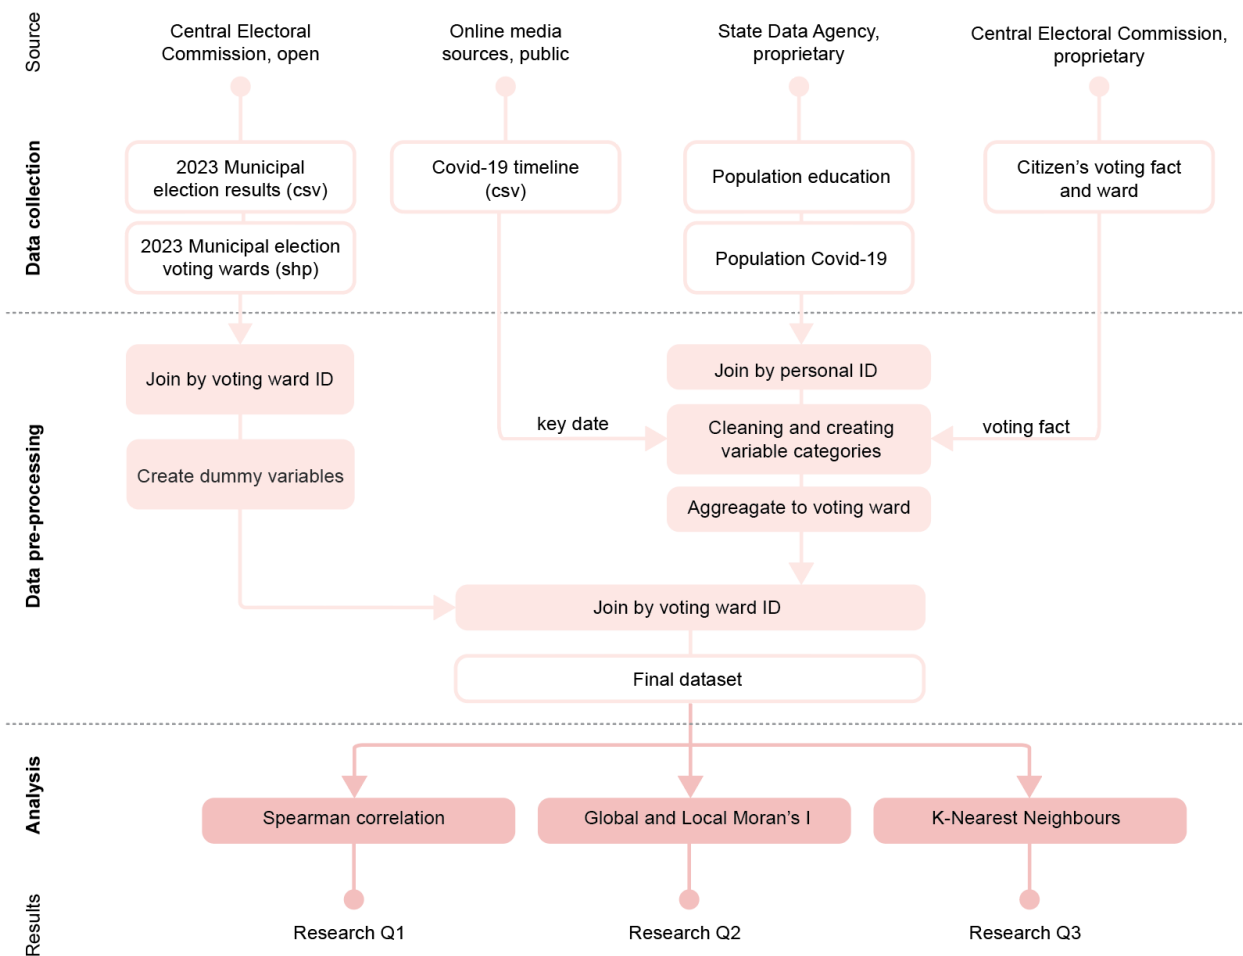 Source
Central Electoral
Commission, open
Online media
sources, public
State Data Agency,
proprietary
Central Electoral Commission,
proprietary
Data collection
2023 Municipal
election results (csv)
Covid-19 timeline
(csv)
Population education
Citizen's voting fact
and ward
2023 Municipal election
voting wards (shp)
Population Covid-19
Data pre-processing
Join by voting ward ID
Join by personal ID
key date
Cleaning and creating
variable categories
voting fact
Create dummy variables
Aggreagate to voting ward
Join by voting ward ID
Final dataset
Analysis
Spearman correlation
Global and Local Moran's I
K-Nearest Neighbours
Results
Research Q1
Research Q2
Research Q3